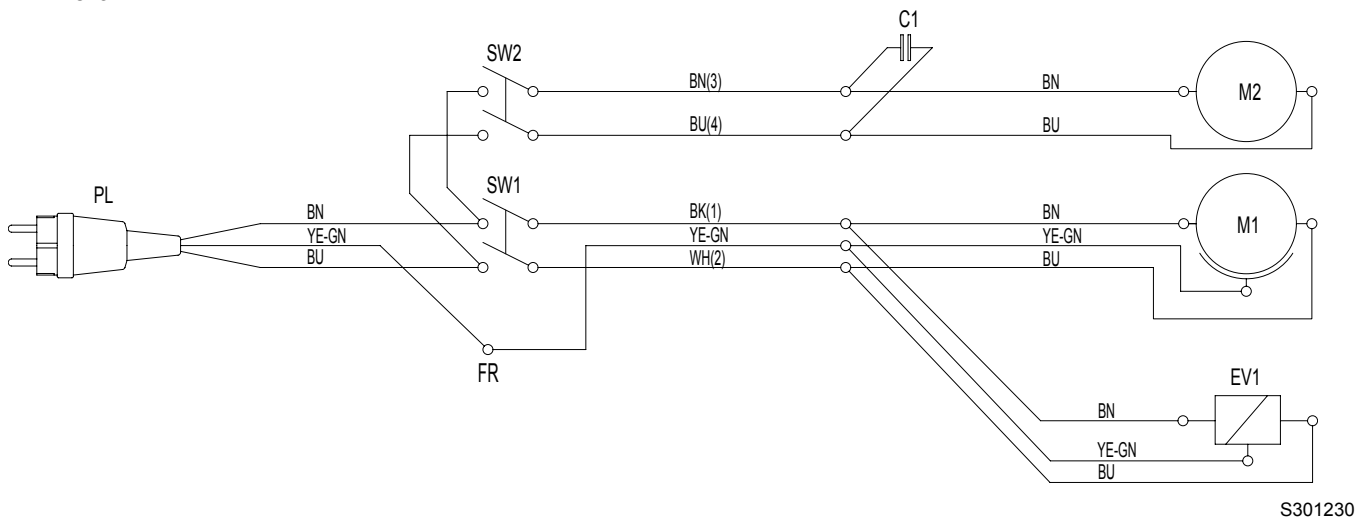 C1
SW2
BN(3)
BN
M2
BU(4)
BU
PL
SW1
BN
BK(1)
BN
M1
YE-GN
YE-GN
YE-GN
BU
WH(2)
BU
FR
EV1
BN
YE-GN
BU
S301230